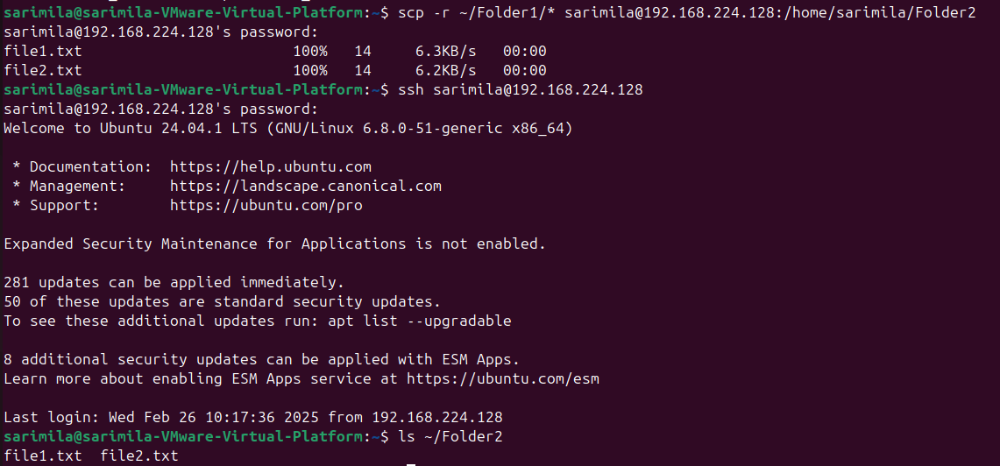 sarimila@sarimila-VMware-Virtual-Platform:~$ scp -r ~/Folder1/* sarimila@192.168.224.128:/home/sarimila/Folder2
sarimila@192.168.224.128's password:
file1.txt 100% 14 6.3KB/s 00:00
file2.txt 100% 14 6.2KB/s 00:00
sarimila@sarimila-VMware-Virtual-Platform:~$ ssh sarimila@192.168.224.128
sarimila@192.168.224.128's password:
Welcome to Ubuntu 24.04.1 LTS (GNU/Linux 6.8.0-51-generic x86_64)
* Documentation: https://help.ubuntu.com
* Management: https://landscape.canonical.com
* Support: https://ubuntu.com/pro
Expanded Security Maintenance for Applications is not enabled.
281 updates can be applied immediately.
50 of these updates are standard security updates.
To see these additional updates run: apt list --upgradable
8 additional security updates can be applied with ESM Apps.
Learn more about enabling ESM Apps service at https://ubuntu.com/esm
Last login: Wed Feb 26 10:17:36 2025 from 192.168.224.128
sarimila@sarimila-VMware-Virtual-Platform:~$ ls ~/Folder2
file1.txt file2.txt